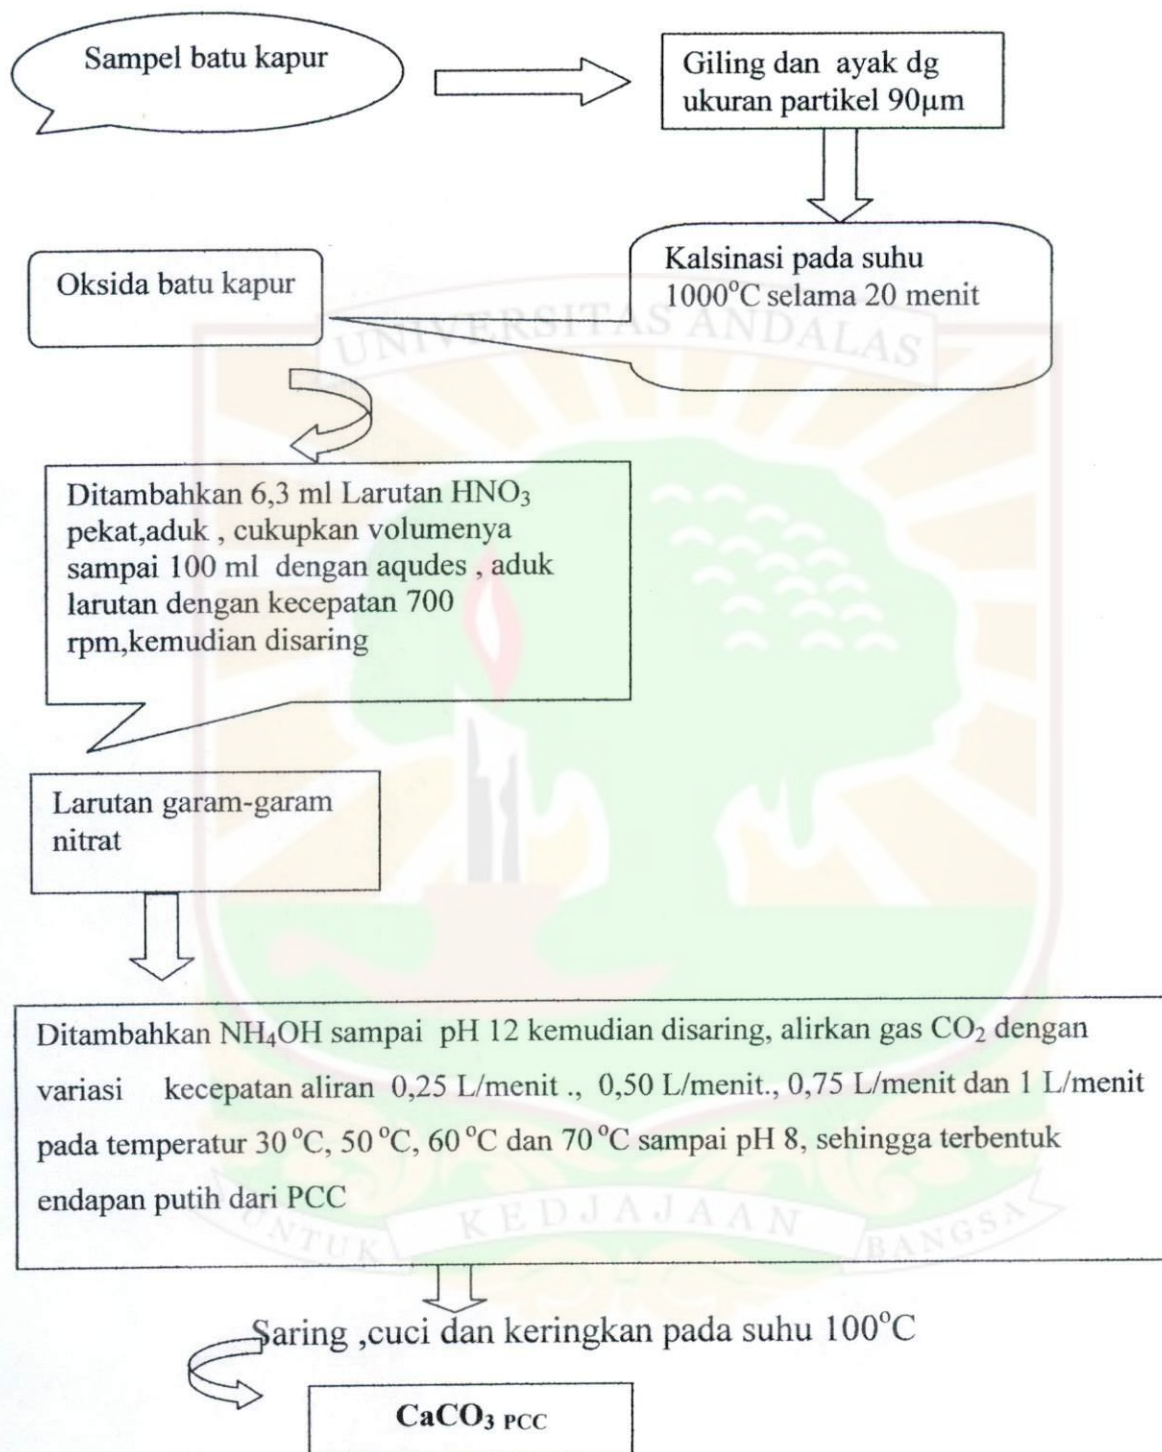 Sampel batu kapur
Giling dan ayak dg
ukuran partikel 90μm
Kalsinasi pada suhu
1000°C selama 20 menit
Oksida batu kapur
UNIVERSITAS ANDALAS
Ditambahkan 6,3 ml Larutan HNO₃
pekat,aduk , cukupkan volumenya
sampai 100 ml dengan aqudes , aduk
larutan dengan kecepatan 700
rpm,kemudian disaring
Larutan garam-garam
nitrat
Ditambahkan NH₄OH sampai pH 12 kemudian disaring, alirkan gas CO₂ dengan
variasi kecepatan aliran 0,25 L/menit ., 0,50 L/menit., 0,75 L/menit dan 1 L/menit
pada temperatur 30 °C, 50 °C, 60 °C dan 70 °C sampai pH 8, sehingga terbentuk
endapan putih dari PCC
UNTUK KEDJAJAAN BANGSA
Saring ,cuci dan keringkan pada suhu 100°C
CaCO₃ PCC